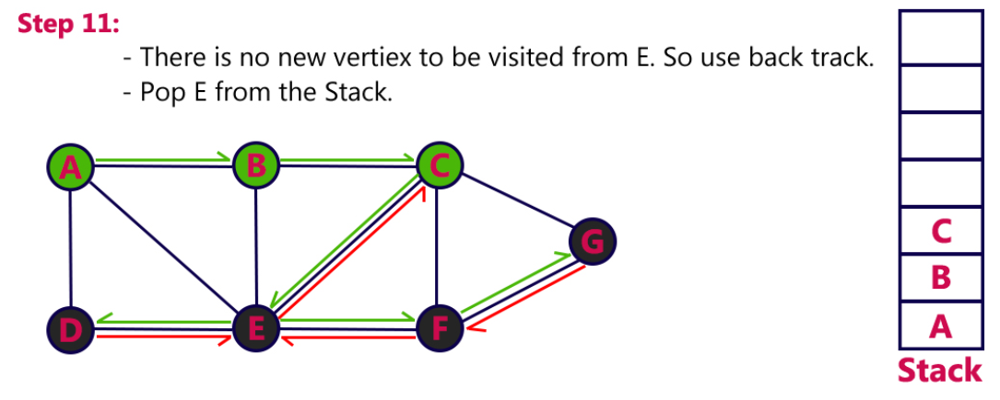 Step 11:
- There is no new vertiex to be visited from E. So use back track.
- Pop E from the Stack.
A
B
C
G
D
E
F
C
B
A
Stack